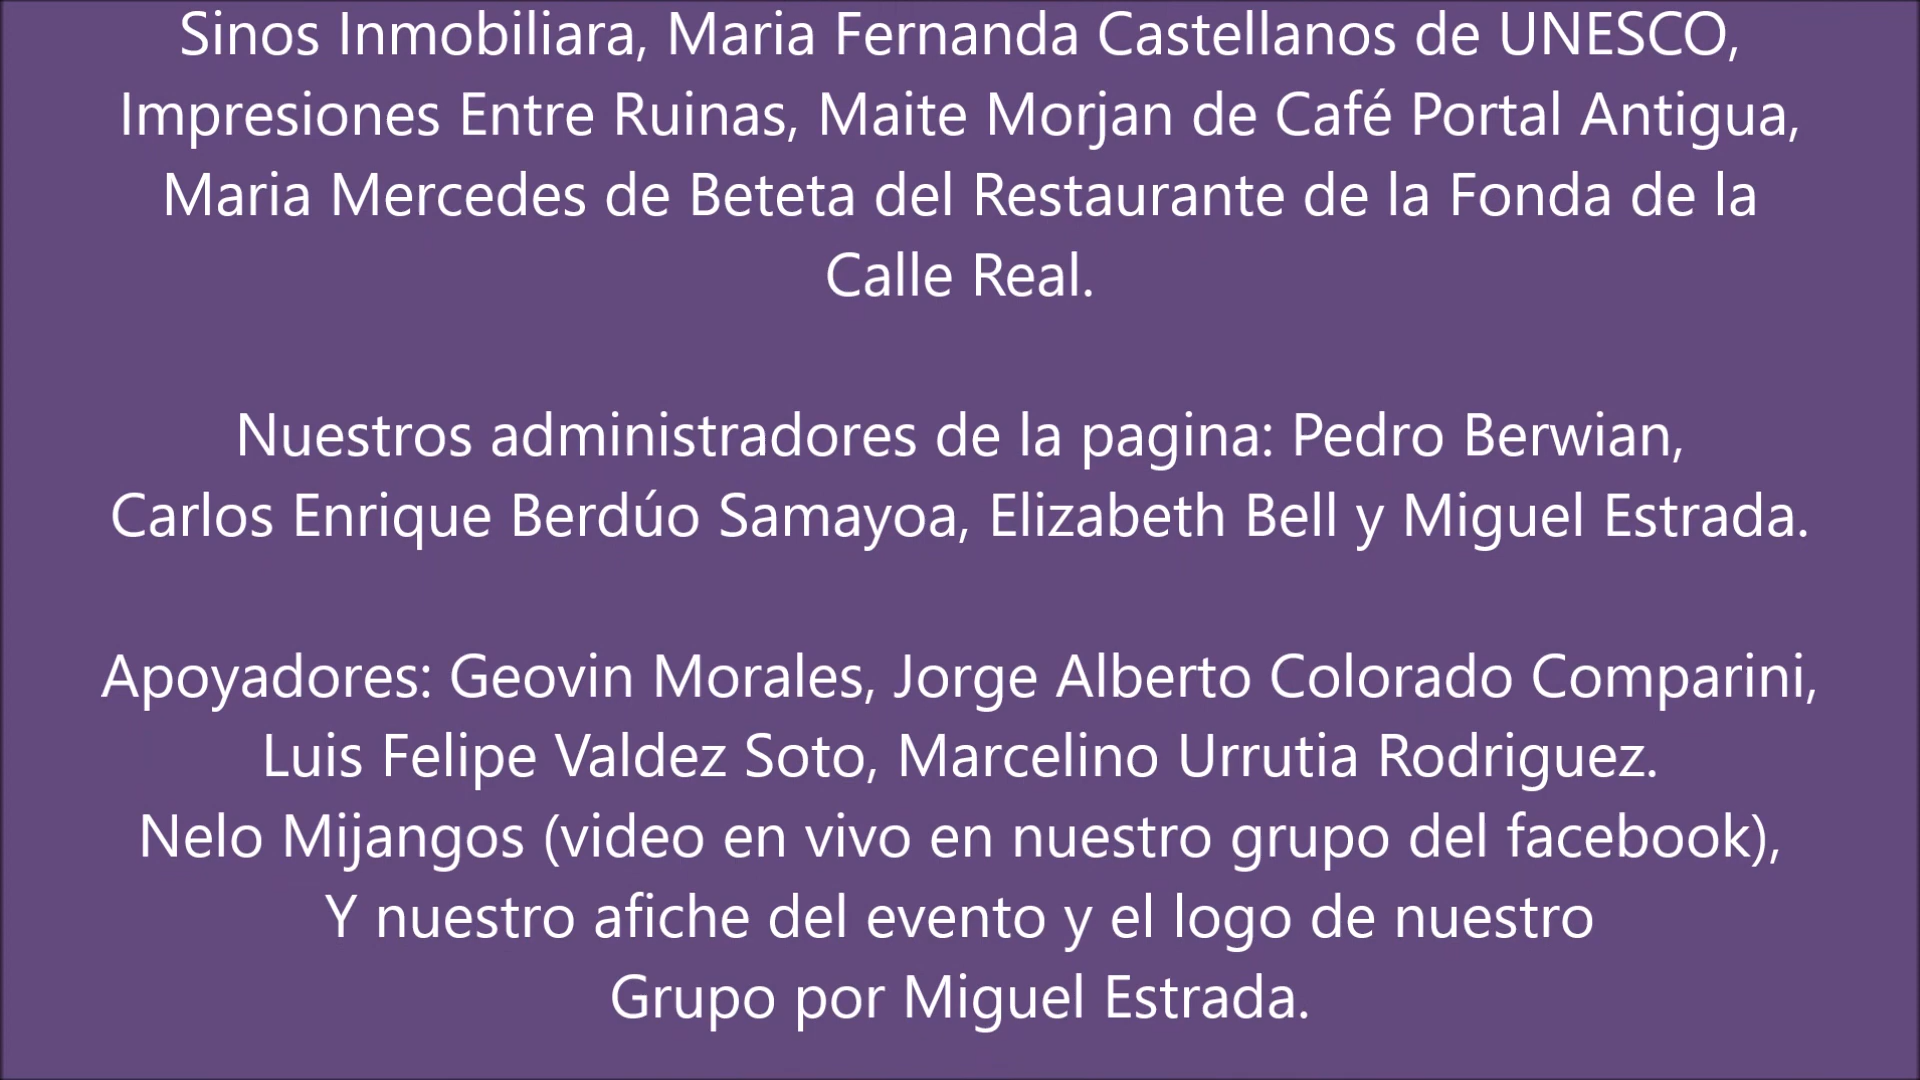 Sinos Inmobiliara, Maria Fernanda Castellanos de UNESCO,
Impresiones Entre Ruinas, Maite Morjan de Café Portal Antigua,
Maria Mercedes de Beteta del Restaurante de la Fonda de la
Calle Real.
Nuestros administradores de la pagina: Pedro Berwian,
Carlos Enrique Berdúo Samayoa, Elizabeth Bell y Miguel Estrada.
Apoyadores: Geovin Morales, Jorge Alberto Colorado Comparini,
Luis Felipe Valdez Soto, Marcelino Urrutia Rodriguez.
Nelo Mijangos (video en vivo en nuestro grupo del facebook),
Y nuestro afiche del evento y el logo de nuestro
Grupo por Miguel Estrada.